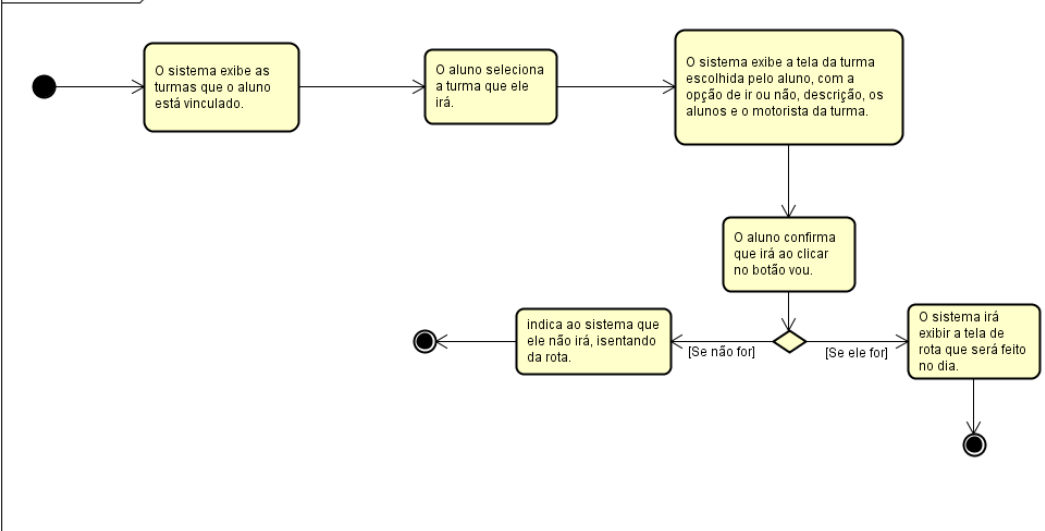 O sistema exibe as
turmas que o aluno
está vinculado.
O aluno seleciona
a turma que ele
irá.
O sistema exibe a tela da turma
escolhida pelo aluno, com a
opção de ir ou não, descrição, os
alunos e o motorista da turma.
O aluno confirma
que irá ao clicar
no botão vou.
indica ao sistema que
ele não irá, isentando
da rota.
[Se não for]
[Se ele for]
O sistema irá
exibir a tela de
rota que será feito
no dia.